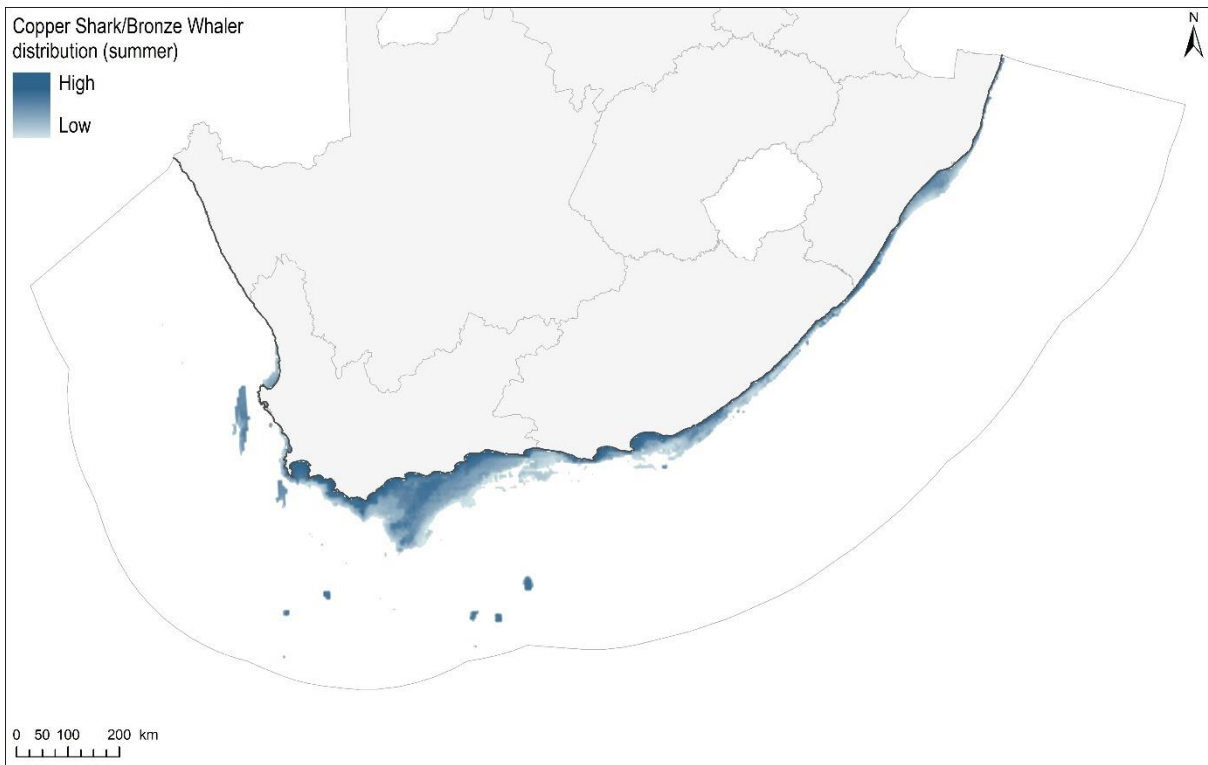 Copper Shark/Bronze Whaler
distribution (summer)
High
Low
N
0 50 100 200 km